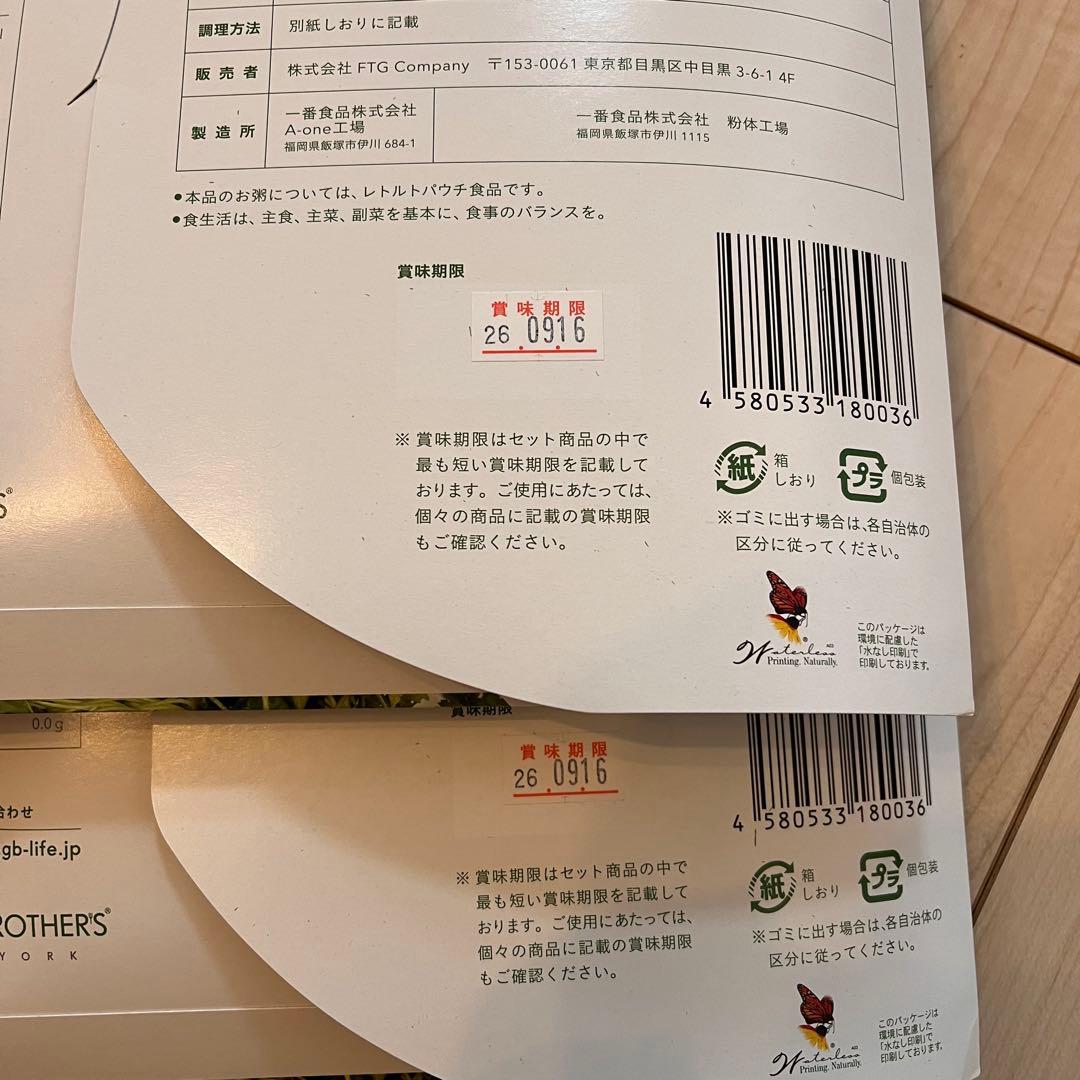 調理方法 別紙しおりに記載
販売者 株式会社 FTG Company 〒153-0061 東京都目黒区中目黒 3-6-1 4F
製造所
一番食品株式会社
A-one工場
福岡県飯塚市伊川 684-1
一番食品株式会社 粉体工場
福岡県飯塚市伊川 1115
●本品のお粥については、レトルトパウチ食品です。
●食生活は、主食、主菜、副菜を基本に、食事のバランスを。
賞味期限
賞味期限
26.09.16
4 580533 180036
※ 賞味期限はセット商品の中で
最も短い賞味期限を記載して
おります。ご使用にあたっては、
個々の商品に記載の賞味期限
もご確認ください。
紙 箱
しおり
プラ 個包装
※ゴミに出す場合は、各自治体の
区分に従ってください。
Waterless
Printing. Naturally.
このパッケージは
環境に配慮した
「水なし印刷」で
印刷しております。
S®
0.0g
合わせ
gb-life.jp
ROTHER'S®
YORK
賞味期限
賞味期限
26.09.16
4 580533 180036
※ 賞味期限はセット商品の中で
最も短い賞味期限を記載して
おります。ご使用にあたっては、
個々の商品に記載の賞味期限
もご確認ください。
紙 箱
しおり
プラ 個包装
※ゴミに出す場合は、各自治体の
区分に従ってください。
Waterless
Printing. Naturally.
このパッケージは
環境に配慮した
「水なし印刷」で
印刷しております。